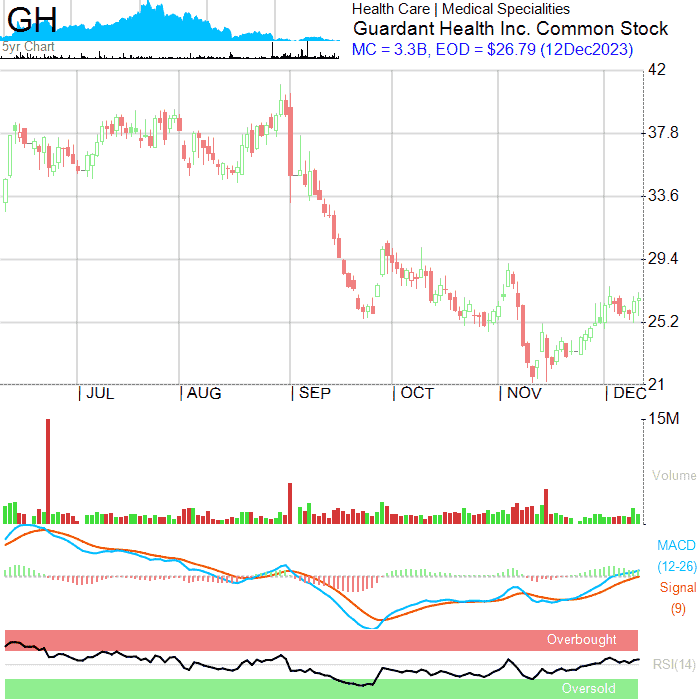 GH
5yr Chart
Health Care | Medical Specialities
Guardant Health Inc. Common Stock
MC = 3.3B, EOD = $26.79 (12Dec2023)
42
37.8
33.6
29.4
25.2
21
JUL AUG SEP OCT NOV DEC
15M
Volume
MACD
(12-26)
Signal
(9)
Overbought
RSI(14)
Oversold